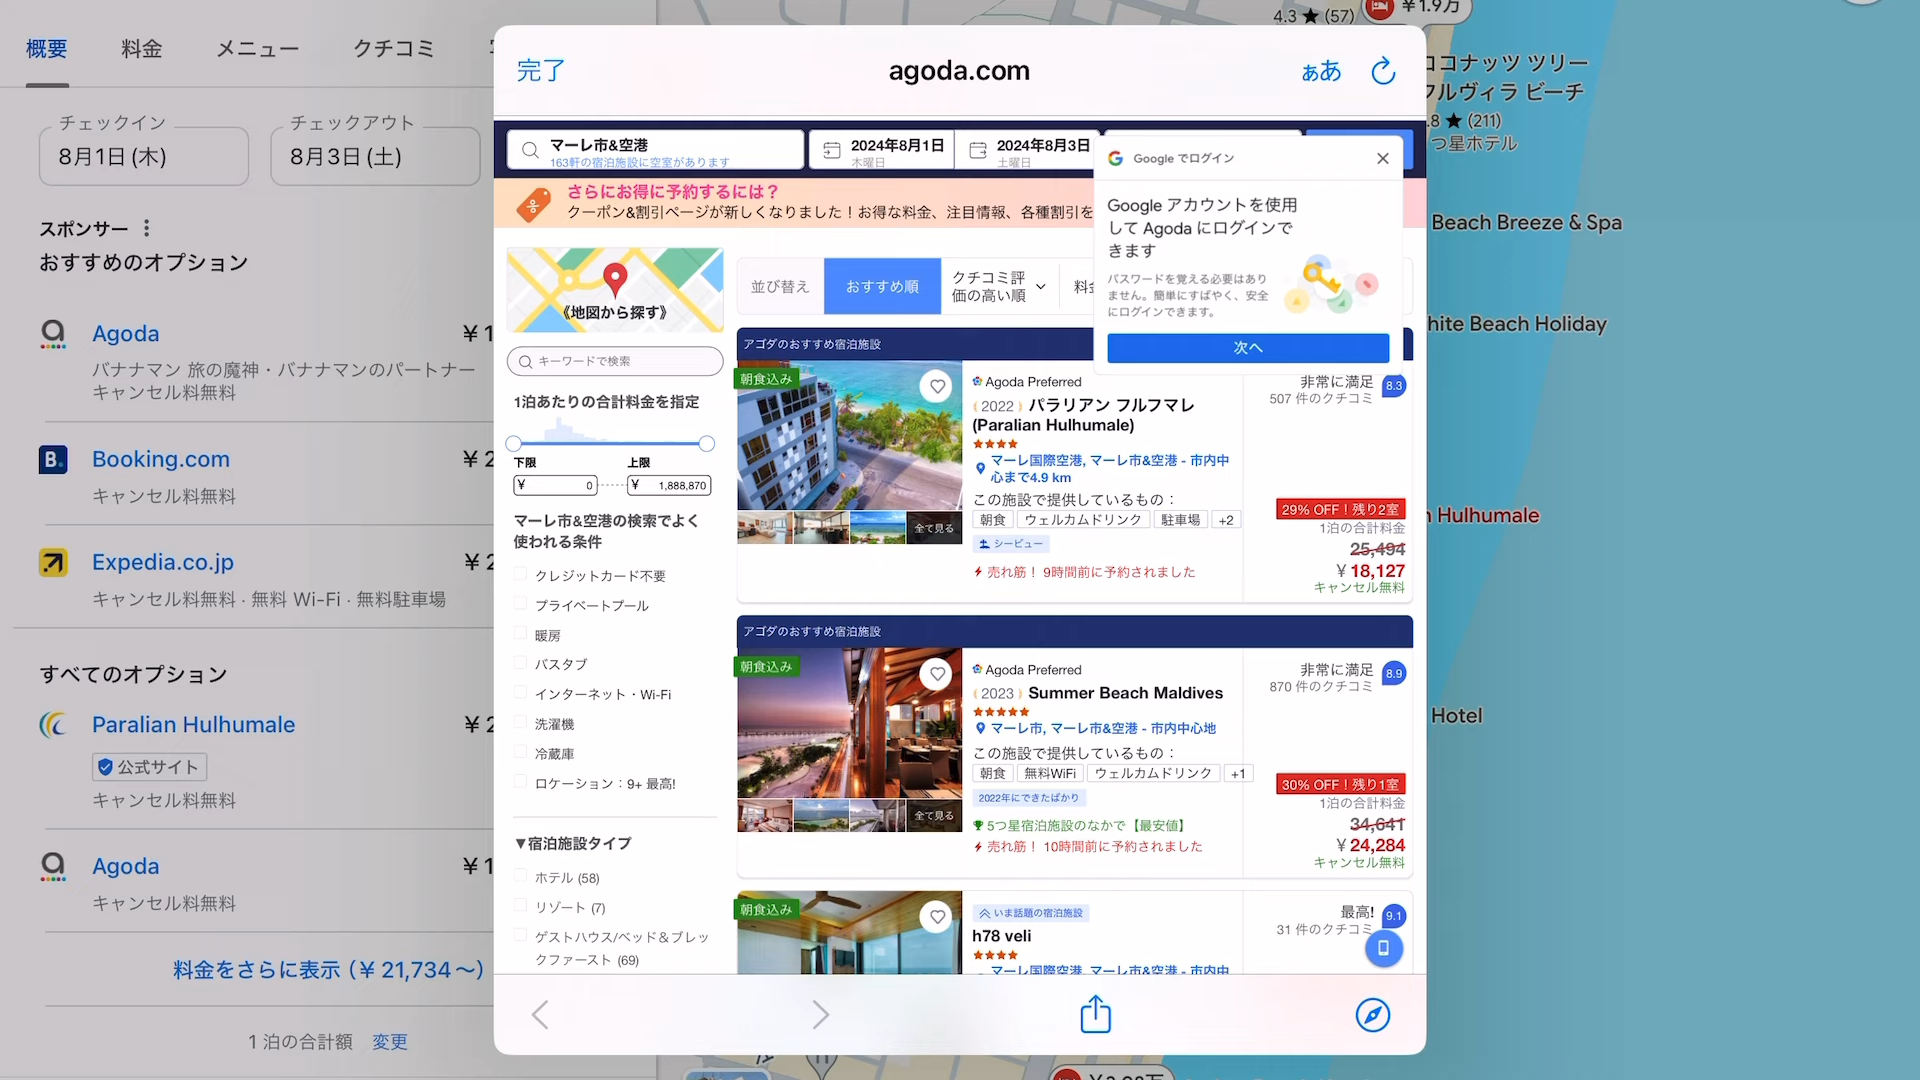 概要
料金
メニュー
クチコミ
チェックイン
8月1日(木)
チェックアウト
8月3日(土)
スポンサー
おすすめのオプション
Agoda
¥1
バナナマン 旅の魔神・バナナマンのパートナー
キャンセル料無料
B.
Booking.com
¥2
キャンセル料無料
Expedia.co.jp
¥2
キャンセル料無料 · 無料 Wi-Fi · 無料駐車場
すべてのオプション
Paralian Hulhumale
¥2
公式サイト
キャンセル料無料
Agoda
¥1
キャンセル料無料
料金をさらに表示 (¥21,734～)
1 泊の合計額 変更
完了
agoda.com
ぁあ
マーレ市&空港
163軒の宿泊施設に空室があります
2024年8月1日
木曜日
2024年8月3日
土曜日
さらにお得に予約するには？
クーポン&割引ページが新しくなりました！お得な料金、注目情報、各種割引を
《地図から探す》
キーワードで検索
1泊あたりの合計料金を指定
下限
上限
¥ 0
¥ 1,888,870
マーレ市&空港の検索でよく
使われる条件
クレジットカード不要
プライベートプール
暖房
バスタブ
インターネット・Wi-Fi
洗濯機
冷蔵庫
ロケーション：9+ 最高!
▼宿泊施設タイプ
ホテル (58)
リゾート (7)
ゲストハウス/ベッド＆ブレッ
クファースト (69)
並び替え
おすすめ順
クチコミ評
価の高い順
Google でログイン
Google アカウントを使用
して Agoda にログインで
きます
パスワードを覚える必要はあり
ません。簡単にすばやく、安全
にログインできます。
次へ
アゴダのおすすめ宿泊施設
朝食込み
全て見る
Agoda Preferred
2022 パラリアン フルフマレ
(Paralian Hulhumale)
マーレ国際空港, マーレ市&空港 - 市内中
心まで4.9 km
この施設で提供しているもの：
朝食
ウェルカムドリンク
駐車場
+2
シービュー
売れ筋！ 9時間前に予約されました
非常に満足
8.3
507 件のクチコミ
29% OFF！残り2室
1泊の合計料金
25,494
¥ 18,127
キャンセル無料
アゴダのおすすめ宿泊施設
朝食込み
全て見る
Agoda Preferred
2023 Summer Beach Maldives
マーレ市, マーレ市&空港 - 市内中心地
この施設で提供しているもの：
朝食
無料WiFi
ウェルカムドリンク
+1
2022年にできたばかり
5つ星宿泊施設のなかで【最安値】
売れ筋！ 10時間前に予約されました
非常に満足
8.9
870 件のクチコミ
30% OFF！残り1室
1泊の合計料金
34,641
¥ 24,284
キャンセル無料
朝食込み
いま話題の宿泊施設
h78 veli
マーレ国際空港, マーレ市&空港 - 市内中
最高!
9.1
31 件のクチコミ
4.3 ★ (57)
¥1.9万
ココナッツ ツリー
フルヴィラ ビーチ
.8 ★ (211)
つ星ホテル
Beach Breeze & Spa
hite Beach Holiday
Hulhumale
Hotel